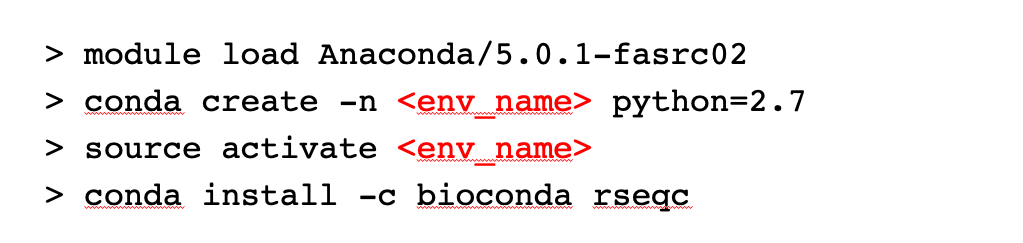 > module load Anaconda/5.0.1-fasrc02
> conda create -n <env_name> python=2.7
> source activate <env_name>
> conda install -c bioconda rseqc